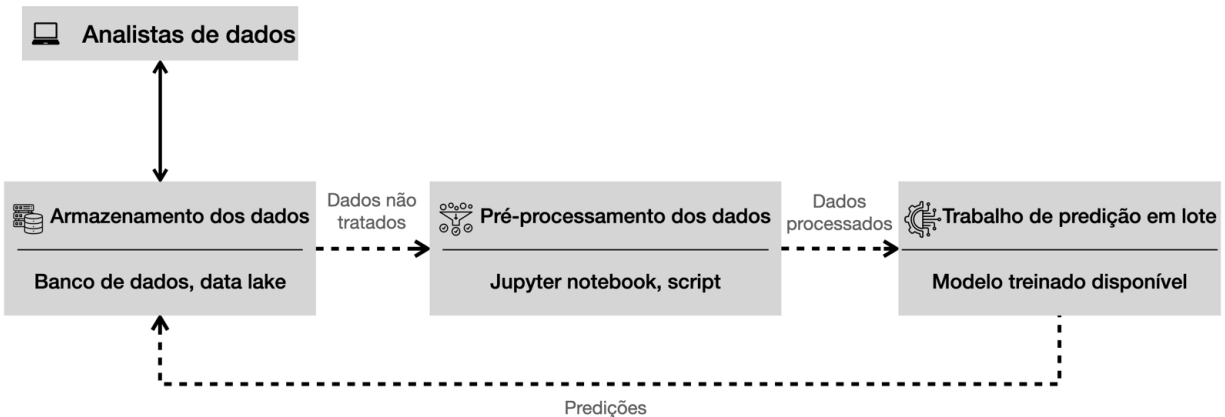 Analistas de dados
Armazenamento dos dados
Banco de dados, data lake
Dados não
tratados
Pré-processamento dos dados
Jupyter notebook, script
Dados
processados
Trabalho de predição em lote
Modelo treinado disponível
Predições